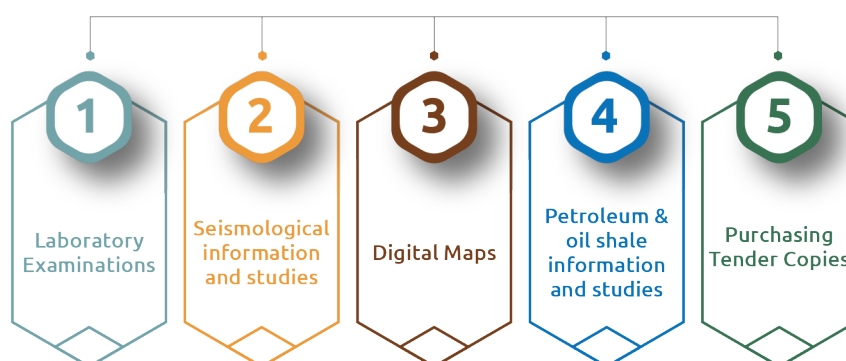 1
Laboratory
Examinations
2
Seismological
information
and studies
3
Digital Maps
4
Petroleum &
oil shale
information
and studies
5
Purchasing
Tender Copies